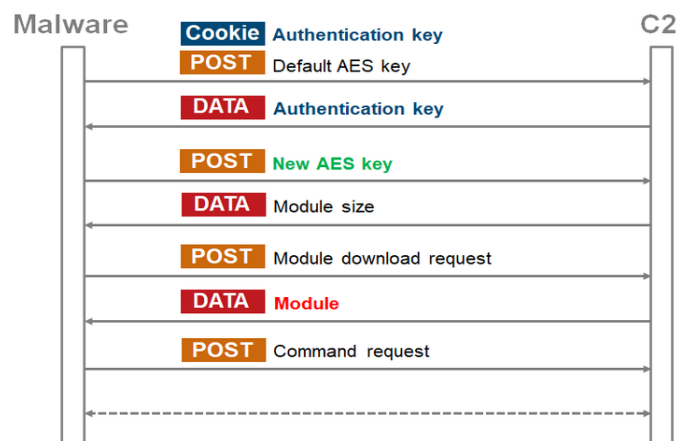 Malware
C2
Cookie Authentication key
POST Default AES key
DATA Authentication key
POST New AES key
DATA Module size
POST Module download request
DATA Module
POST Command request